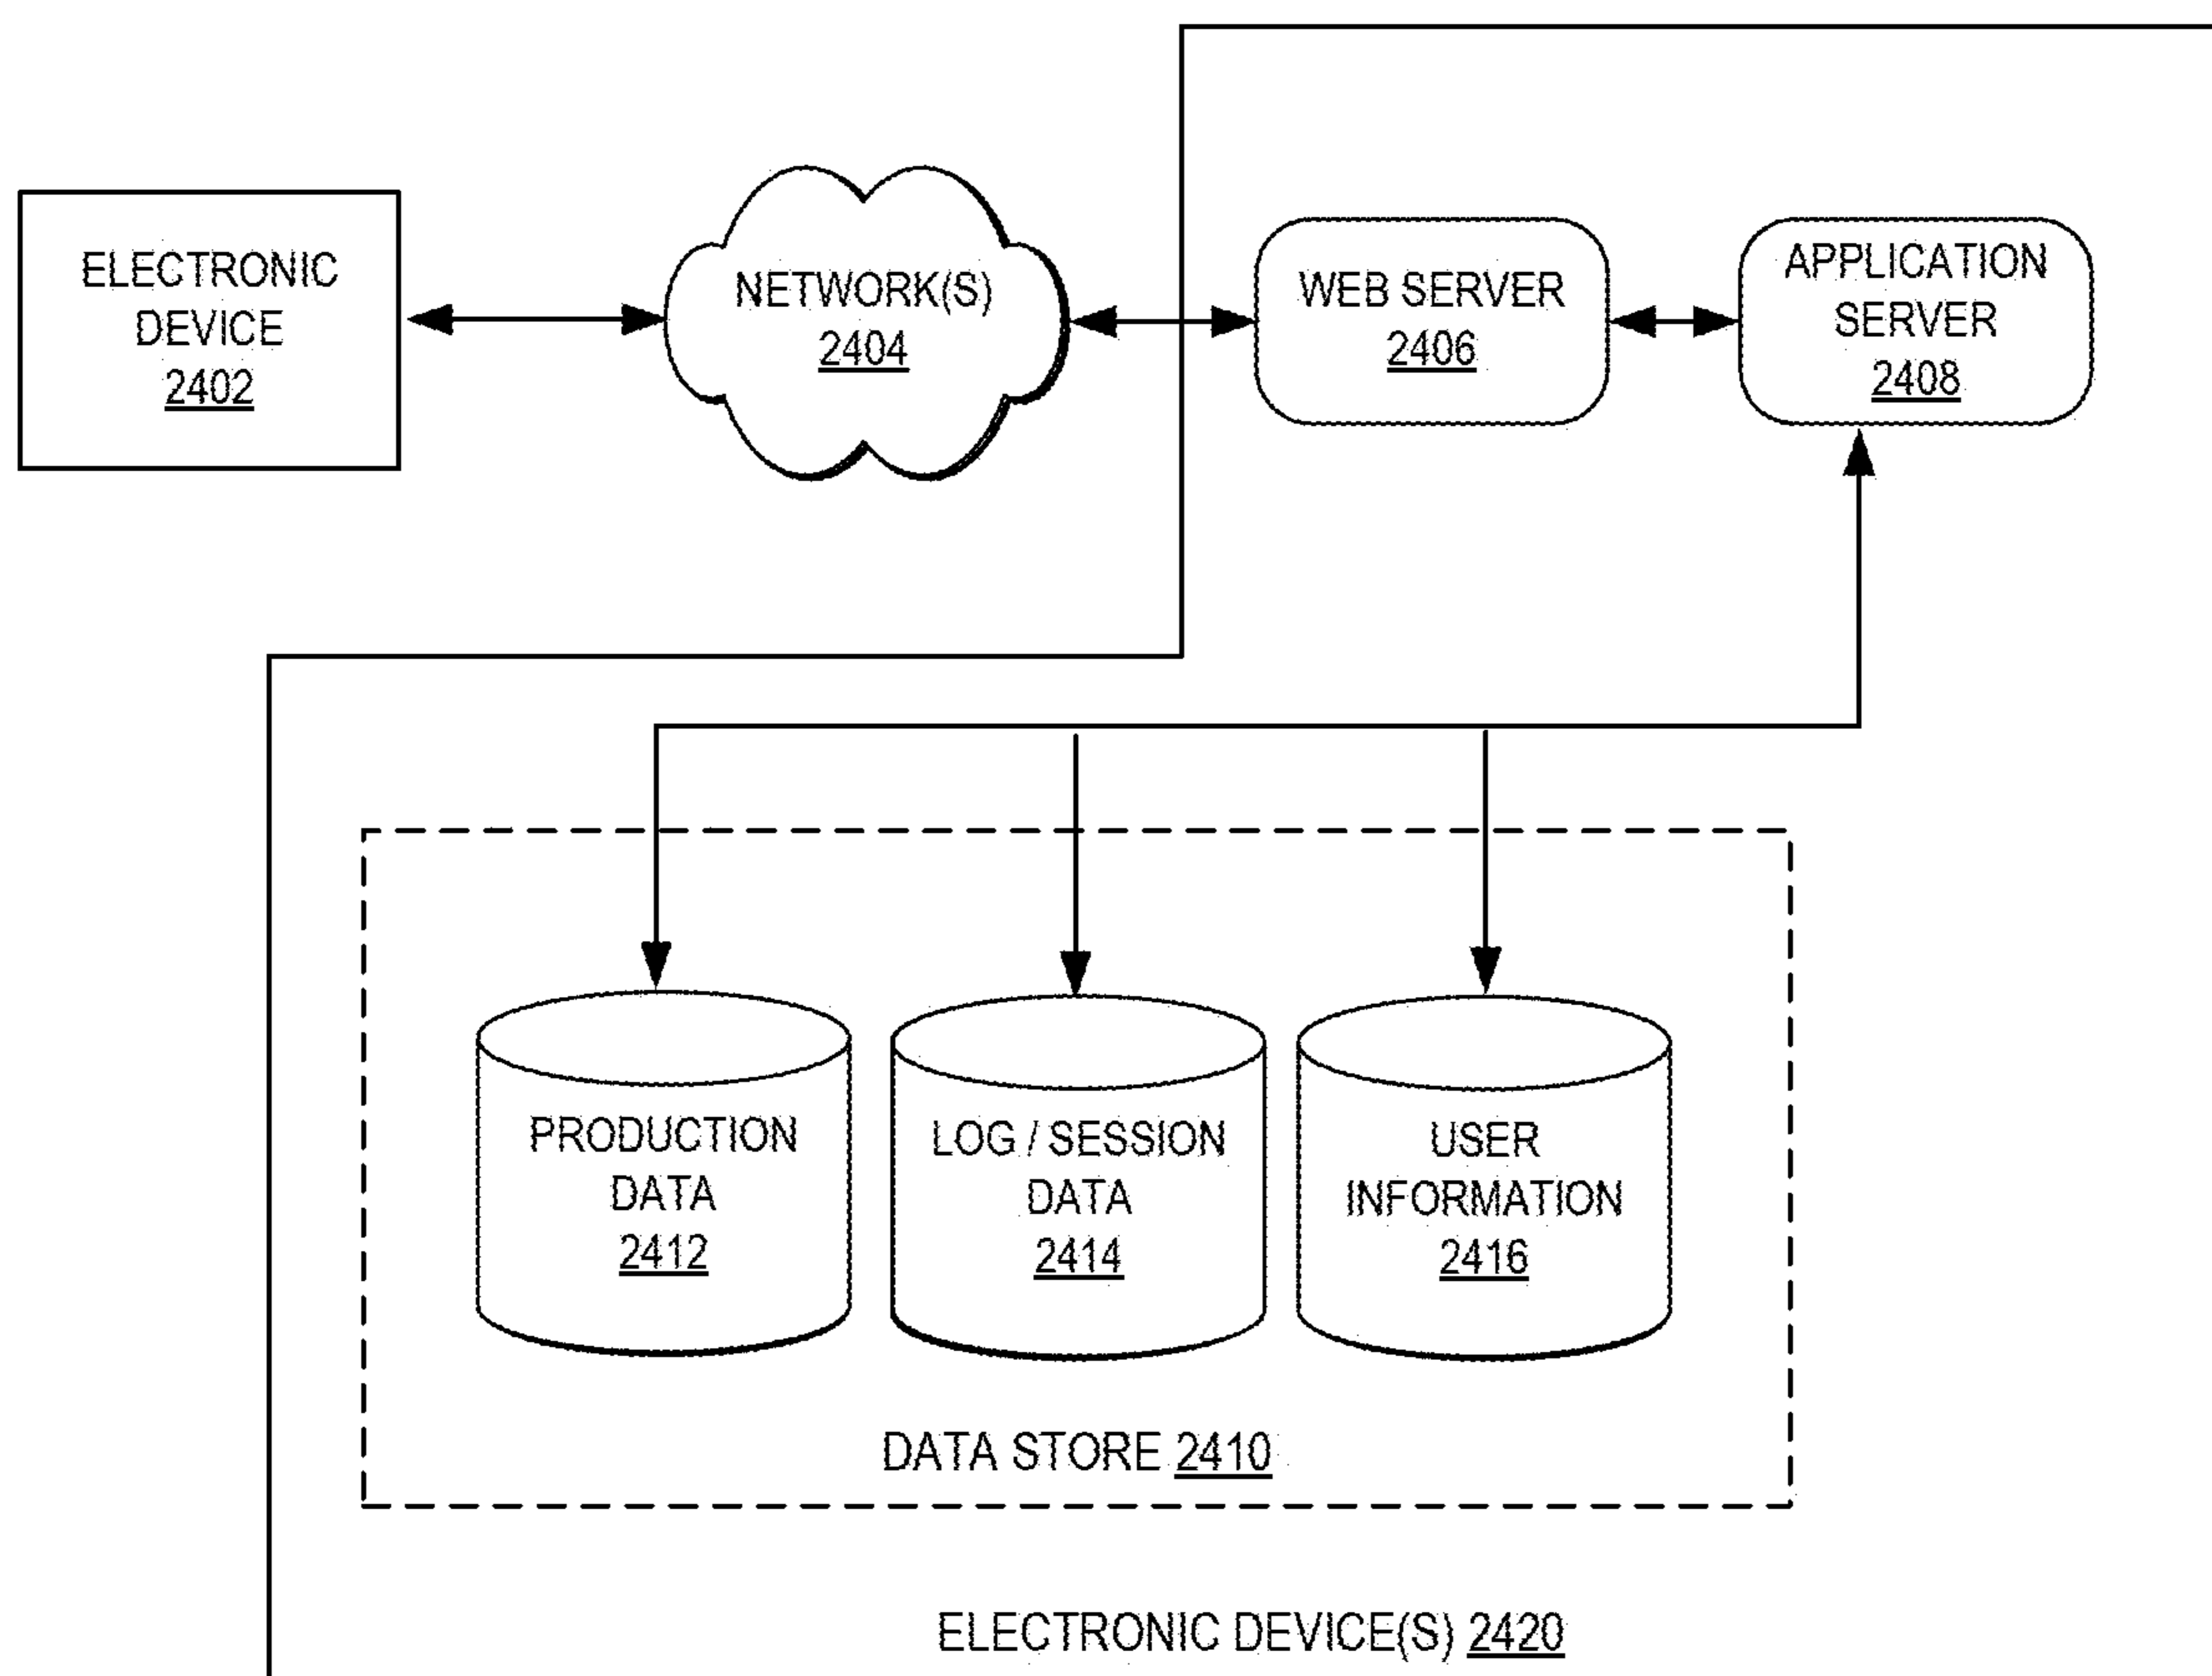 ELECTRONIC
DEVICE
2402
NETWORK(S)
2404
WEB SERVER
2406
APPLICATION
SERVER
2408
PRODUCTION
DATA
2412
LOG / SESSION
DATA
2414
USER
INFORMATION
2416
DATA STORE 2410
ELECTRONIC DEVICE(S) 2420